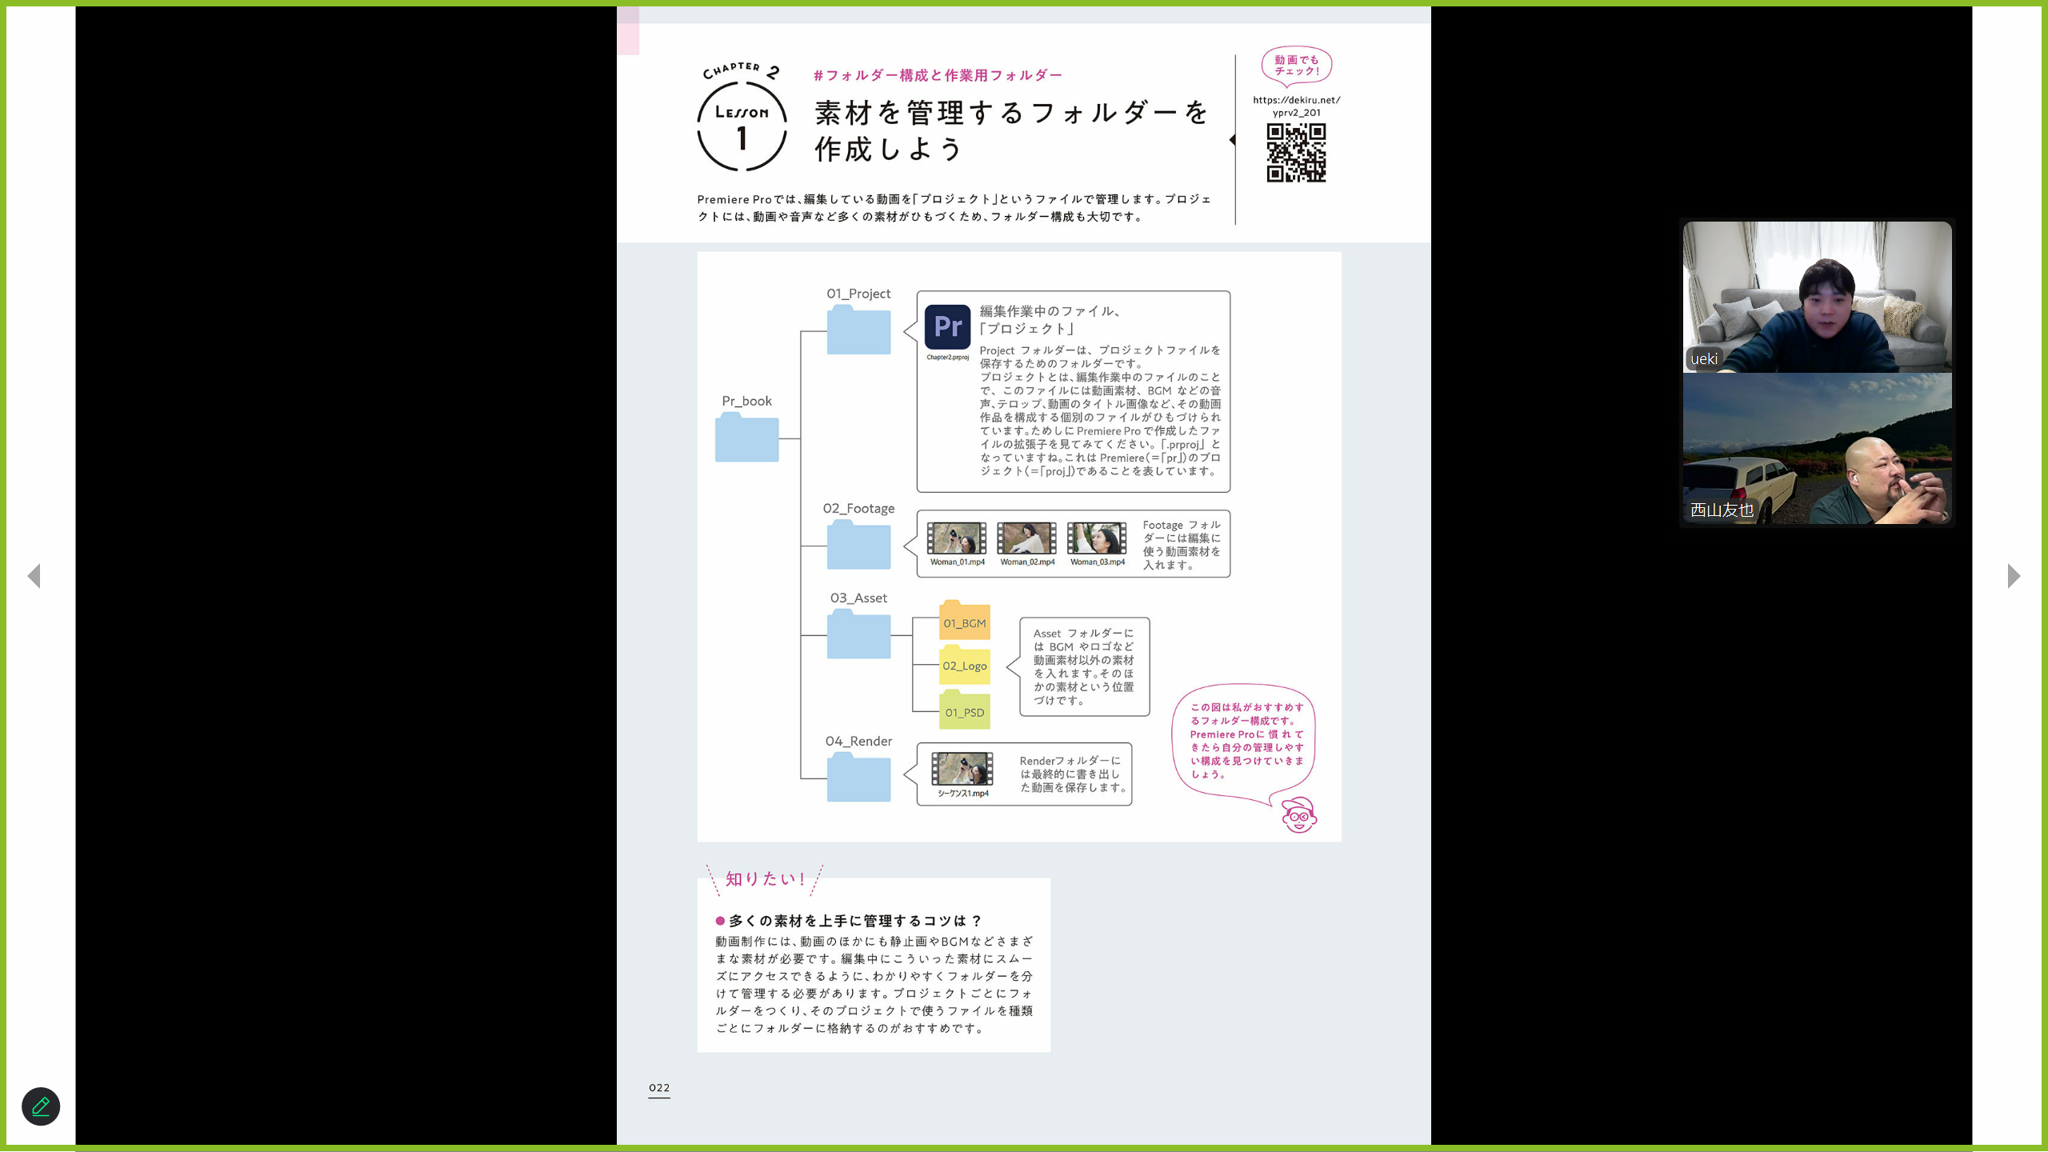 CHAPTER 2
LESSON
1
#フォルダー構成と作業用フォルダー
素材を管理するフォルダーを
作成しよう
動画でも
チェック!
https://dekiru.net/
yprv2_201
Premiere Proでは、編集している動画を「プロジェクト」というファイルで管理します。プロジェ
クトには、動画や音声など多くの素材がひもづくため、フォルダー構成も大切です。
Pr_book
01_Project
Pr
Chapter2.prproj
編集作業中のファイル、
「プロジェクト」
Project フォルダーは、プロジェクトファイルを
保存するためのフォルダーです。
プロジェクトとは、編集作業中のファイルのこと
で、このファイルには動画素材、BGM などの音
声、テロップ、動画のタイトル画像など、その動画
作品を構成する個別のファイルがひもづけられ
ています。ためしに Premiere Pro で作成したファ
イルの拡張子を見てみてください。「.prproj」と
なっていますね。これは Premiere(=「pr」)のプロ
ジェクト(=「proj」)であることを表しています。
02_Footage
Woman_01.mp4
Woman_02.mp4
Woman_03.mp4
Footage フォル
ダーには編集に
使う動画素材を
入れます。
03_Asset
01_BGM
02_Logo
01_PSD
Asset フォルダーに
は BGM やロゴなど
動画素材以外の素材
を入れます。そのほ
かの素材という位置
づけです。
04_Render
シーケンス1.mp4
Renderフォルダーに
は最終的に書き出し
た動画を保存します。
この図は私がおすすめす
るフォルダー構成です。
Premiere Proに慣れて
きたら自分の管理しやす
い構成を見つけていきま
しょう。
知りたい!
●多くの素材を上手に管理するコツは?
動画制作には、動画のほかにも静止画やBGMなどさまざ
まな素材が必要です。編集中にこういった素材にスムー
ズにアクセスできるように、わかりやすくフォルダーを分
けて管理する必要があります。プロジェクトごとにフォ
ルダーをつくり、そのプロジェクトで使うファイルを種類
ごとにフォルダーに格納するのがおすすめです。
022
ueki
西山友也